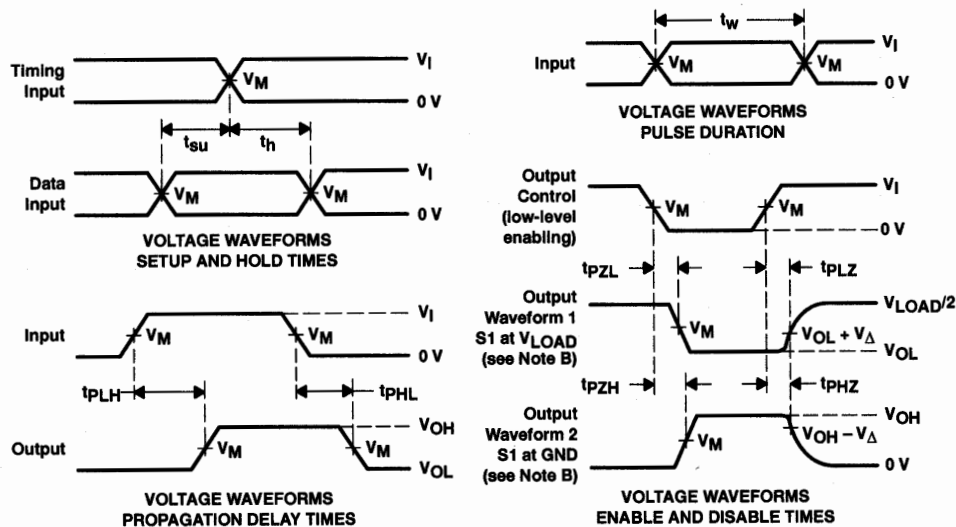 Timing
Input
V_I
V_M
0 V
t_su
t_h
Data
Input
V_I
V_M
V_M
0 V
VOLTAGE WAVEFORMS
SETUP AND HOLD TIMES
Input
V_I
V_M
V_M
0 V
t_PLH
t_PHL
Output
V_OH
V_M
V_M
V_OL
VOLTAGE WAVEFORMS
PROPAGATION DELAY TIMES
t_w
Input
V_I
V_M
V_M
0 V
VOLTAGE WAVEFORMS
PULSE DURATION
Output
Control
(low-level
enabling)
V_I
V_M
V_M
0 V
t_PZL
t_PLZ
Output
Waveform 1
S1 at V_LOAD
(see Note B)
V_LOAD/2
V_M
V_OL + V_Δ
V_OL
t_PZH
t_PHZ
Output
Waveform 2
S1 at GND
(see Note B)
V_OH
V_M
V_OH – V_Δ
0 V
VOLTAGE WAVEFORMS
ENABLE AND DISABLE TIMES